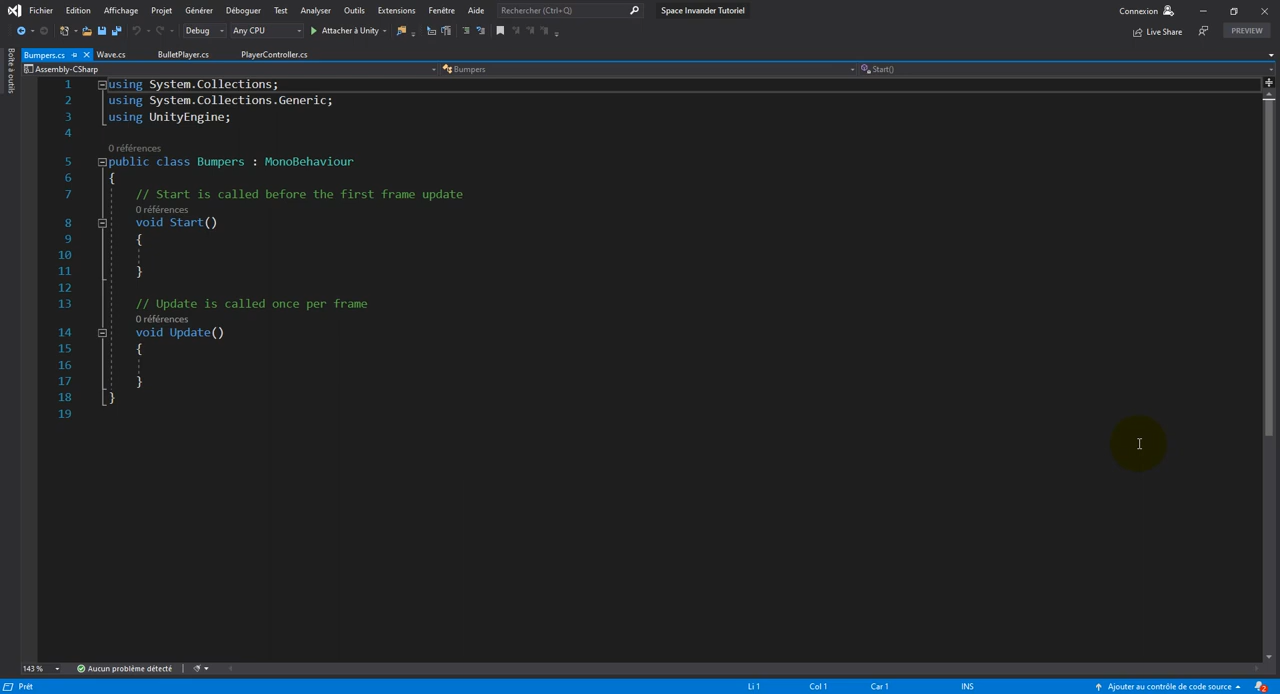 Fichier Edition Affichage Projet Générer Déboguer Test Analyser Outils Extensions Fenêtre Aide Rechercher (Ctrl+Q) Space Invander Tutoriel Connexion
Debug Any CPU Attacher à Unity Live Share PREVIEW
Boîte à outils
Bumpers.cs Wave.cs BulletPlayer.cs PlayerController.cs
Assembly-CSharp Bumpers Start()
1 using System.Collections;
2 using System.Collections.Generic;
3 using UnityEngine;
4
0 références
5 public class Bumpers : MonoBehaviour
6 {
7 // Start is called before the first frame update
0 références
8 void Start()
9 {
10
11 }
12
13 // Update is called once per frame
0 références
14 void Update()
15 {
16
17 }
18 }
19
143 % Aucun problème détecté
Prêt Li 1 Col 1 Car 1 INS Ajouter au contrôle de code source 2